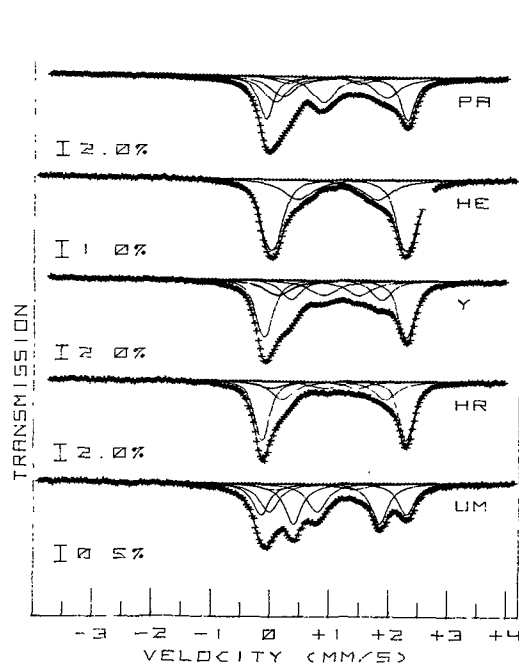 PA
I 2.0%
HE
I 1 0%
Y
I 2 0%
HR
I 2.0%
UM
I 0 5%
TRANSMISSION
-3 -2 -1 0 +1 +2 +3 +4
VELOCITY (MM/S)